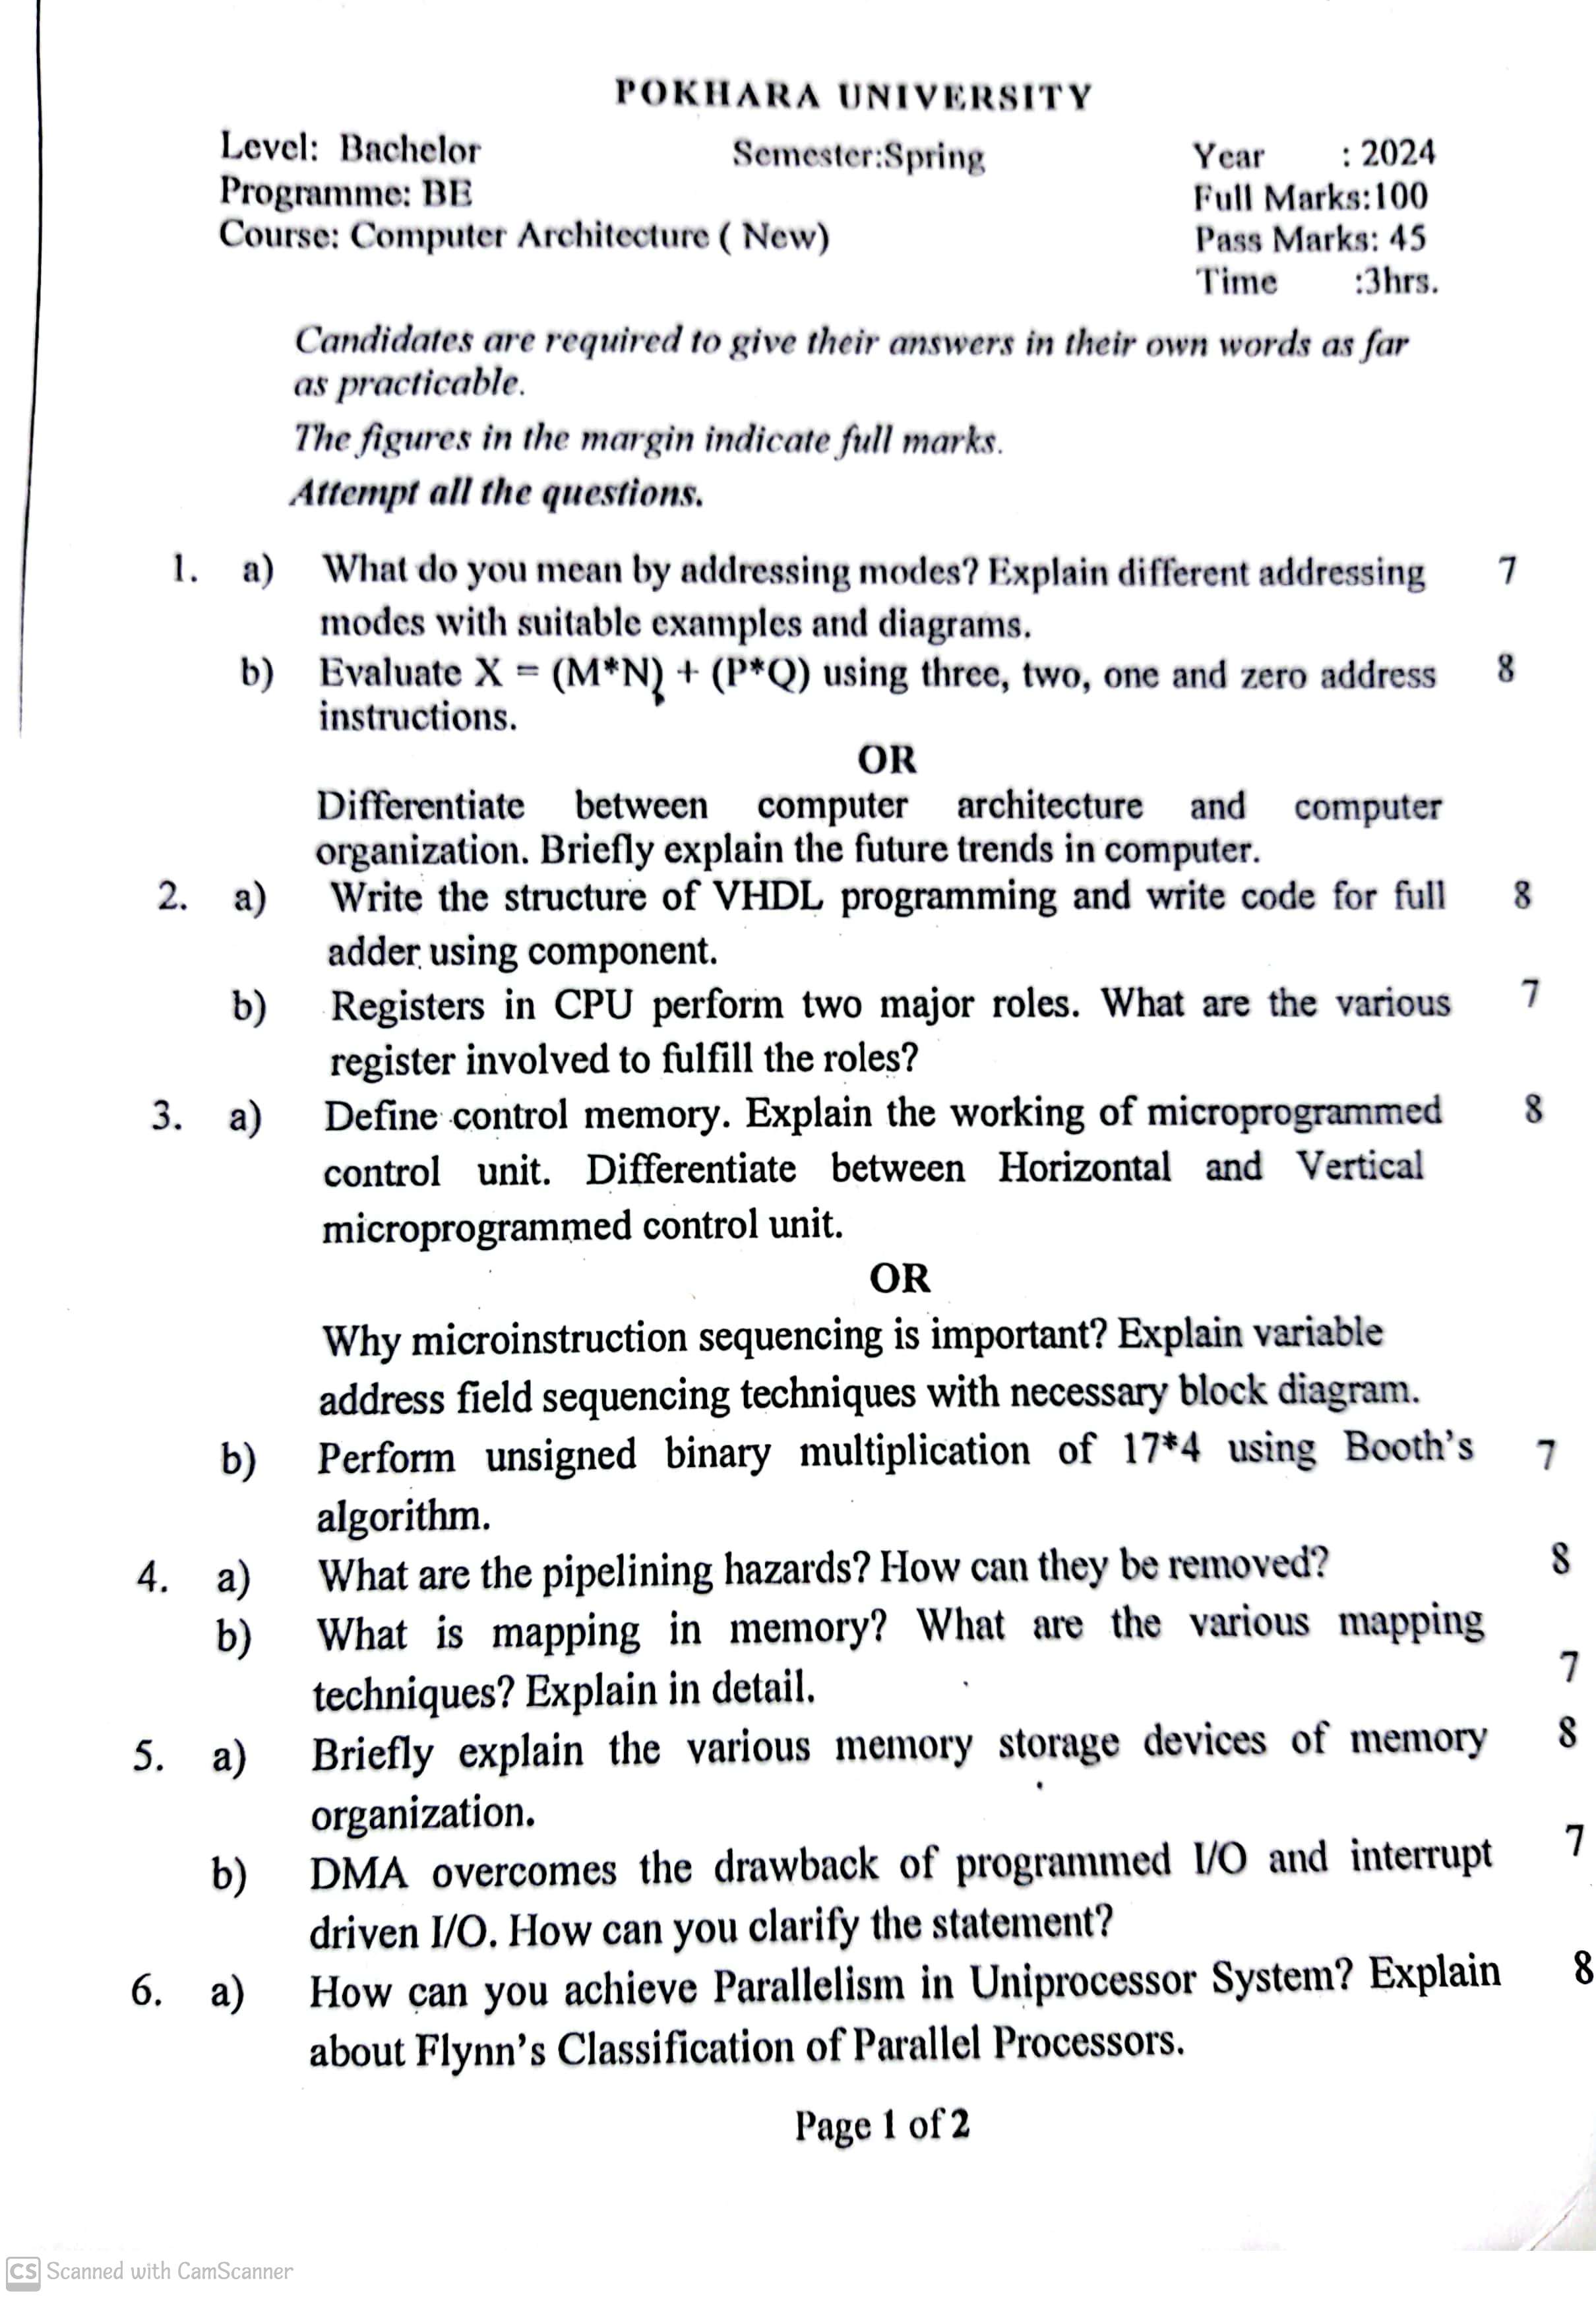 POKHARA UNIVERSITY
Level: Bachelor Semester:Spring Year : 2024
Programme: BE Full Marks:100
Course: Computer Architecture ( New) Pass Marks: 45
Time :3hrs.
Candidates are required to give their answers in their own words as far
as practicable.
The figures in the margin indicate full marks.
Attempt all the questions.
1. a) What do you mean by addressing modes? Explain different addressing 7
modes with suitable examples and diagrams.
b) Evaluate X = (M*N) + (P*Q) using three, two, one and zero address 8
instructions.
OR
Differentiate between computer architecture and computer
organization. Briefly explain the future trends in computer.
2. a) Write the structure of VHDL programming and write code for full 8
adder using component.
b) Registers in CPU perform two major roles. What are the various 7
register involved to fulfill the roles?
3. a) Define control memory. Explain the working of microprogrammed 8
control unit. Differentiate between Horizontal and Vertical
microprogrammed control unit.
OR
Why microinstruction sequencing is important? Explain variable
address field sequencing techniques with necessary block diagram.
b) Perform unsigned binary multiplication of 17*4 using Booth's 7
algorithm.
4. a) What are the pipelining hazards? How can they be removed? 8
b) What is mapping in memory? What are the various mapping
techniques? Explain in detail. 7
5. a) Briefly explain the various memory storage devices of memory 8
organization.
b) DMA overcomes the drawback of programmed I/O and interrupt 7
driven I/O. How can you clarify the statement?
6. a) How can you achieve Parallelism in Uniprocessor System? Explain 8
about Flynn's Classification of Parallel Processors.
Page 1 of 2
CS Scanned with CamScanner